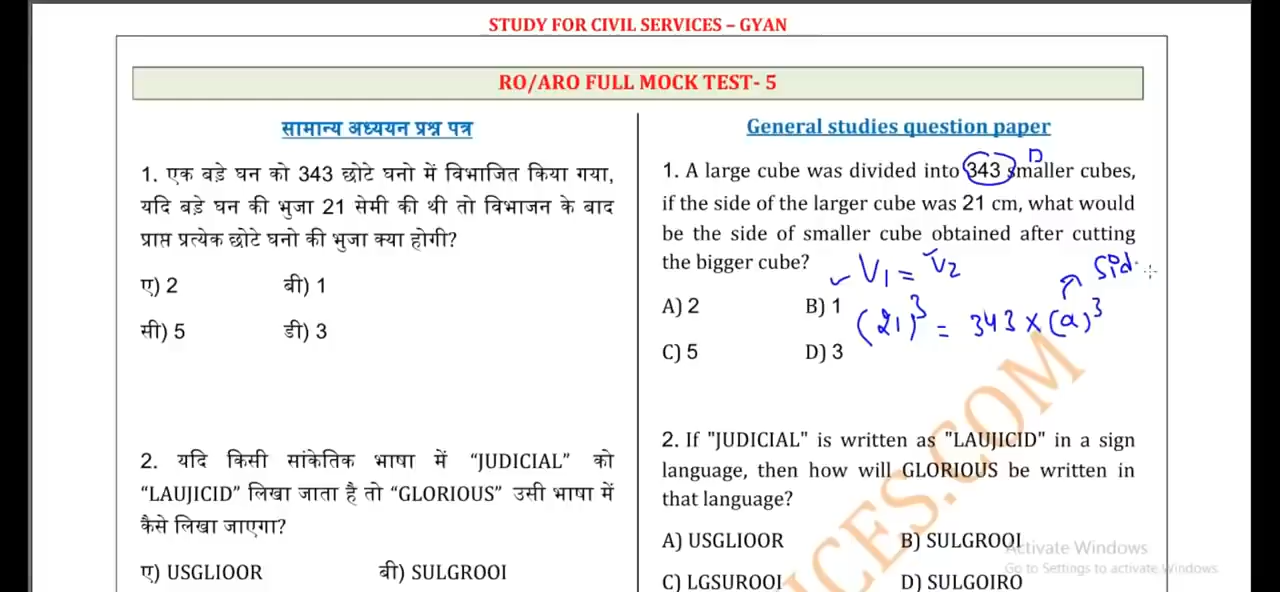 STUDY FOR CIVIL SERVICES – GYAN
RO/ARO FULL MOCK TEST- 5
सामान्य अध्ययन प्रश्न पत्र
1. एक बड़े घन को 343 छोटे घनो में विभाजित किया गया,
यदि बड़े घन की भुजा 21 सेमी की थी तो विभाजन के बाद
प्राप्त प्रत्येक छोटे घनो की भुजा क्या होगी?
ए) 2 बी) 1
सी) 5 डी) 3
2. यदि किसी सांकेतिक भाषा में “JUDICIAL” को
“LAUJICID” लिखा जाता है तो “GLORIOUS” उसी भाषा में
कैसे लिखा जाएगा?
ए) USGLIOOR बी) SULGROOI
General studies question paper
1. A large cube was divided into 343 smaller cubes,
if the side of the larger cube was 21 cm, what would
be the side of smaller cube obtained after cutting
the bigger cube?
V1 = V2
Sid
A) 2 B) 1
(21)³ = 343 × (a)³
C) 5 D) 3
2. If "JUDICIAL" is written as "LAUJICID" in a sign
language, then how will GLORIOUS be written in
that language?
A) USGLIOOR B) SULGROOI
C) LGSUROOI D) SULGOIRO
ICES.COM
Activate Windows
Go to Settings to activate Windows